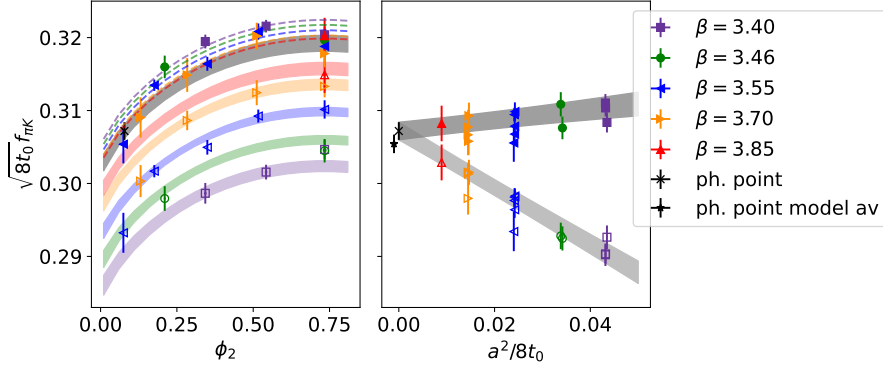 √8t₀ f_πK
0.32
0.31
0.30
0.29
0.00 0.25 0.50 0.75
ϕ₂
0.00 0.02 0.04
a²/8t₀
β = 3.40
β = 3.46
β = 3.55
β = 3.70
β = 3.85
ph. point
ph. point model av